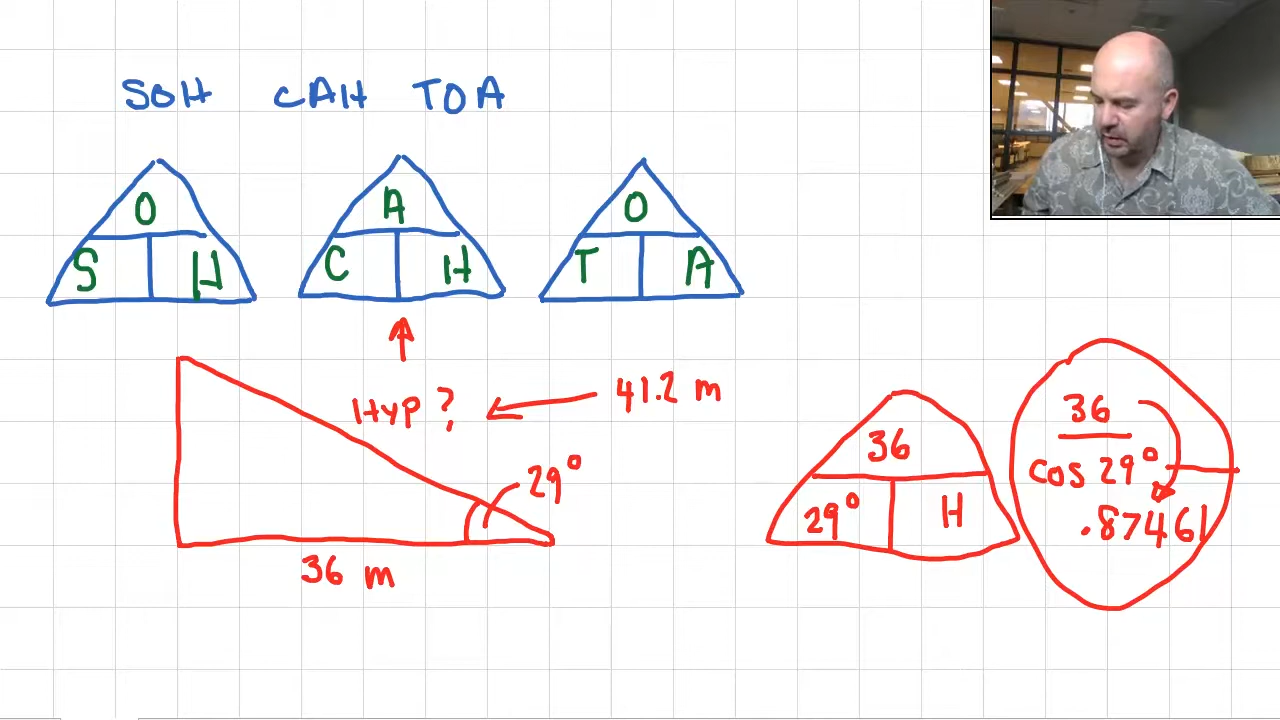 SOH CAH TOA
O
S H
A
C H
O
T A
Hyp ?
41.2 m
29°
36 m
36
29° H
36
cos 29°
.87461